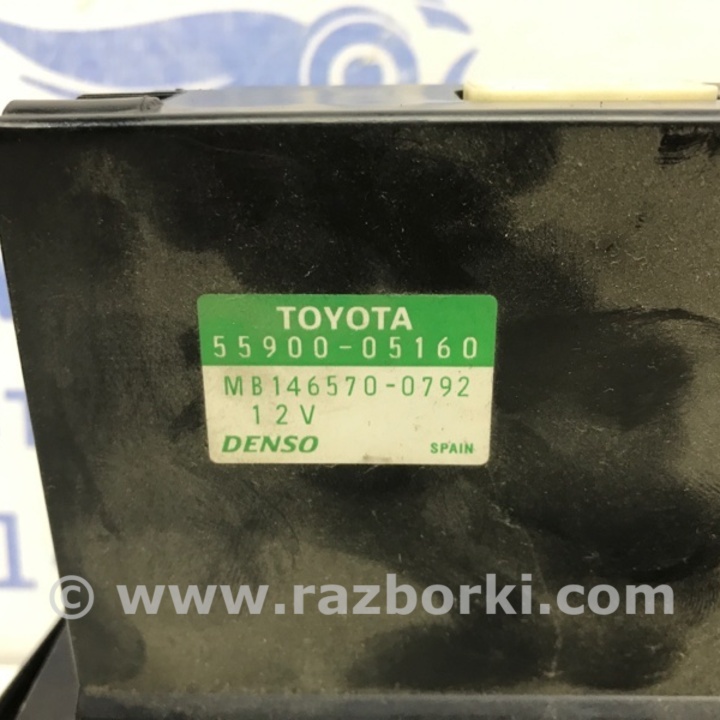 TOYOTA
55900-05160
MB146570-0792
12V
DENSO SPAIN
© www.razborki.com